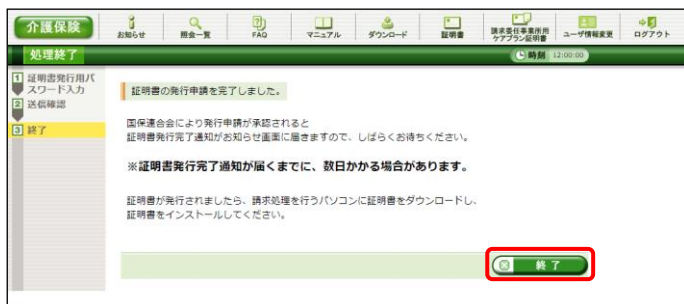 介護保険
お知らせ
照会一覧
FAQ
マニュアル
ダウンロード
証明書
請求委任事業所用
ケアプラン証明書
ユーザ情報変更
ログアウト
処理終了
時刻 12:00:00
1 証明書発行用パ
スワード入力
2 送信確認
3 終了
証明書の発行申請を完了しました。
国保連合会により発行申請が承認されると
証明書発行完了通知がお知らせ画面に届きますので、しばらくお待ちください。
※証明書発行完了通知が届くまでに、数日かかる場合があります。
証明書が発行されましたら、請求処理を行うパソコンに証明書をダウンロードし、
証明書をインストールしてください。
終了